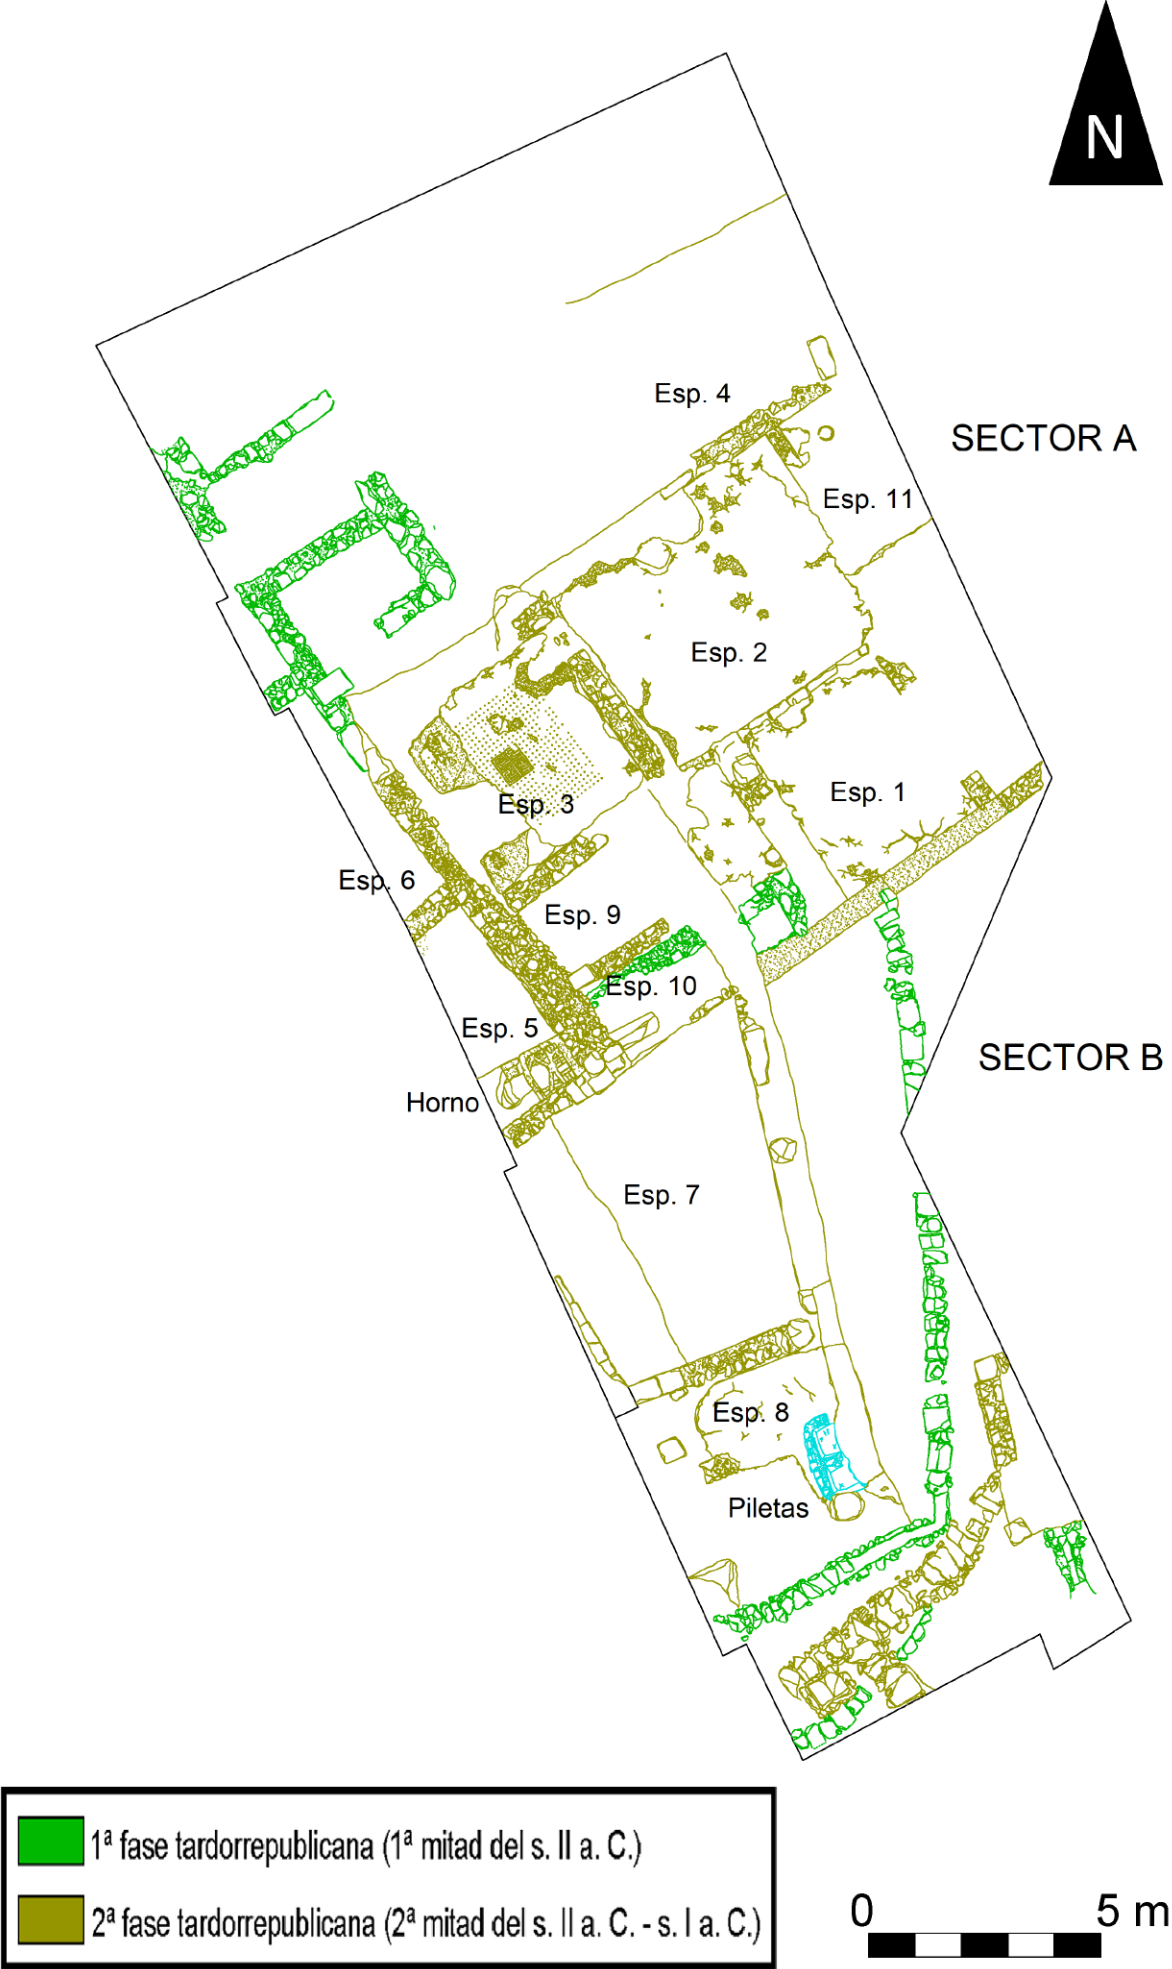 N
Esp. 4
SECTOR A
Esp. 11
Esp. 2
Esp. 1
Esp. 3
Esp. 6
Esp. 9
Esp. 10
Esp. 5
SECTOR B
Horno
Esp. 7
Esp. 8
Piletas
1ª fase tardorrepublicana (1ª mitad del s. II a. C.)
2ª fase tardorrepublicana (2ª mitad del s. II a. C. - s. I a. C.)
0 5 m